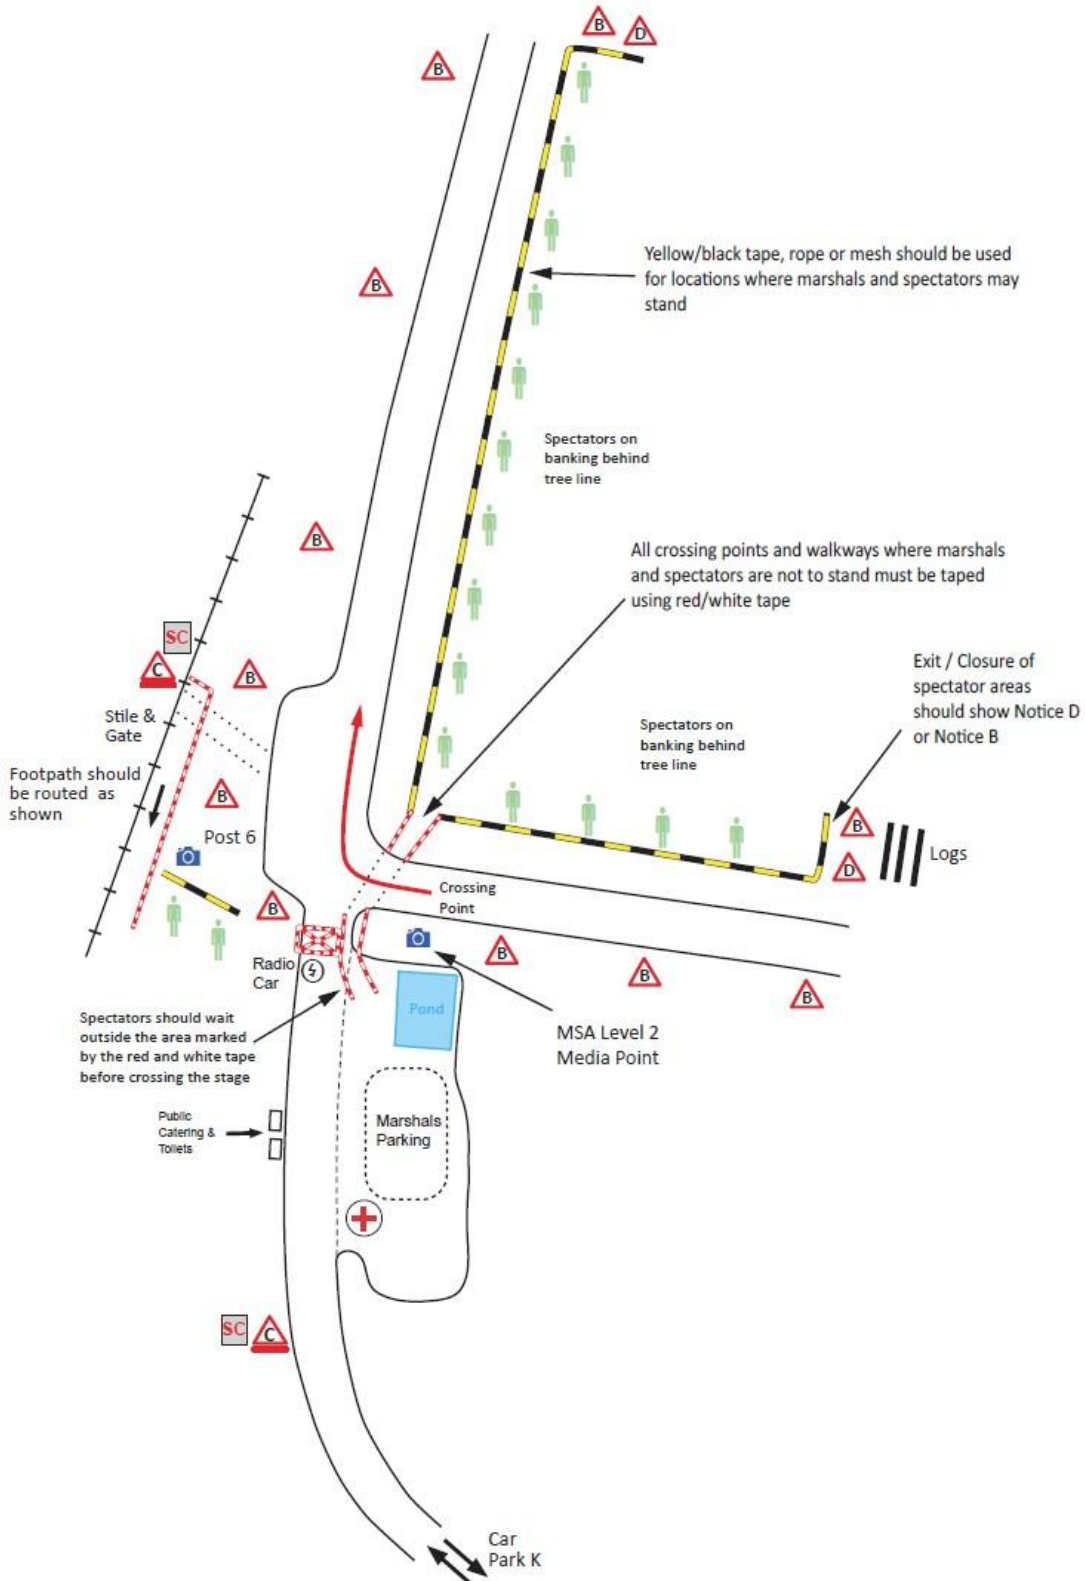 B
D
B
Yellow/black tape, rope or mesh should be used
for locations where marshals and spectators may
stand
B
Spectators on
banking behind
tree line
B
All crossing points and walkways where marshals
and spectators are not to stand must be taped
using red/white tape
SC
C
B
Stile &
Gate
Exit / Closure of
spectator areas
should show Notice D
or Notice B
Spectators on
banking behind
tree line
Footpath should
be routed as
shown
B
Post 6
B
D
Logs
Crossing
Point
B
Radio
Car
B
B
B
Pond
Spectators should wait
outside the area marked
by the red and white tape
before crossing the stage
MSA Level 2
Media Point
Public
Catering &
Toilets
Marshals
Parking
SC
C
Car
Park K